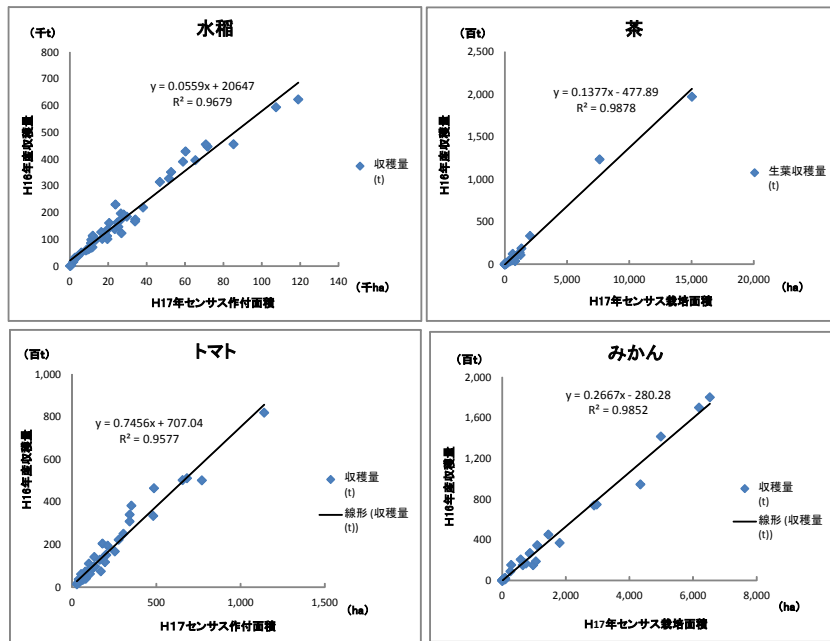 水稲
（千t）
H16年産収穫量
800
700
600
500
400
300
200
100
0
y = 0.0559x + 20647
R² = 0.9679
収穫量
(t)
0 20 40 60 80 100 120 140
H17年センサス作付面積
（千ha）
茶
（百t）
H16年産収穫量
2,500
2,000
1,500
1,000
500
0
y = 0.1377x - 477.89
R² = 0.9878
生葉収穫量
(t)
0 5,000 10,000 15,000 20,000
H17年センサス栽培面積
（ha）
トマト
（百t）
H16年産収穫量
1,000
800
600
400
200
0
y = 0.7456x + 707.04
R² = 0.9577
収穫量
(t)
線形 (収穫量
(t))
0 500 1,000 1,500
H17センサス作付面積
（ha）
みかん
（百t）
H16年産収穫量
2,000
1,600
1,200
800
400
0
y = 0.2667x - 280.28
R² = 0.9852
収穫量
(t)
線形 (収穫量
(t))
0 2,000 4,000 6,000 8,000
H17年センサス栽培面積
（ha）